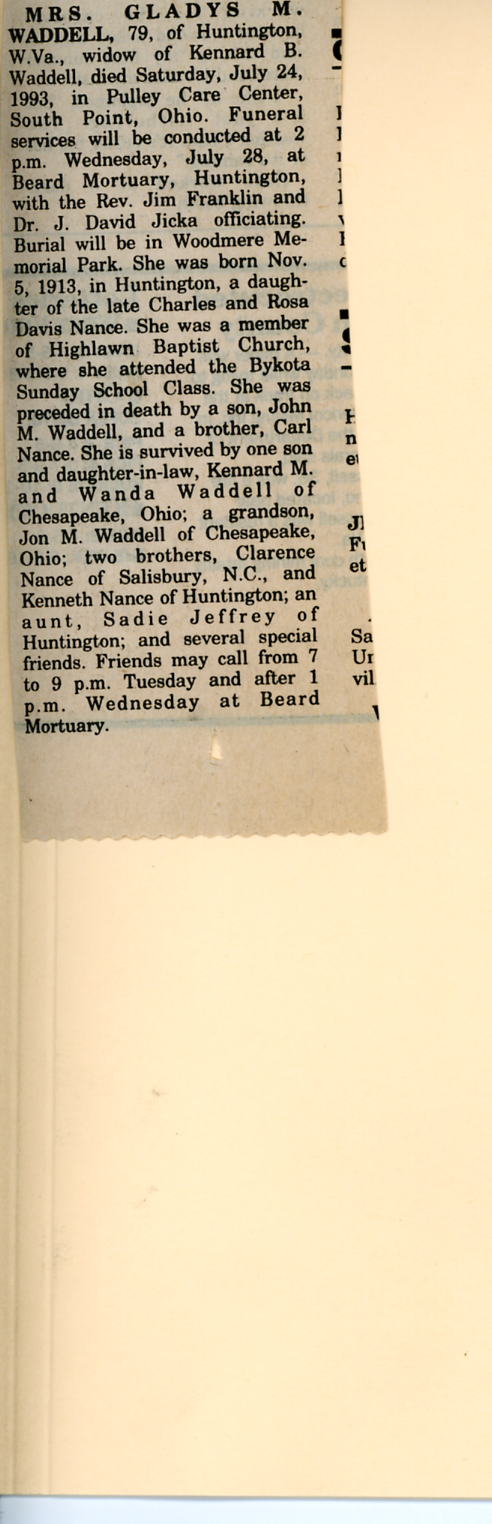 MRS. GLADYS M.
WADDELL, 79, of Huntington,
W.Va., widow of Kennard B.
Waddell, died Saturday, July 24,
1993, in Pulley Care Center,
South Point, Ohio. Funeral
services will be conducted at 2
p.m. Wednesday, July 28, at
Beard Mortuary, Huntington,
with the Rev. Jim Franklin and
Dr. J. David Jicka officiating.
Burial will be in Woodmere Me-
morial Park. She was born Nov.
5, 1913, in Huntington, a daugh-
ter of the late Charles and Rosa
Davis Nance. She was a member
of Highlawn Baptist Church,
where she attended the Bykota
Sunday School Class. She was
preceded in death by a son, John
M. Waddell, and a brother, Carl
Nance. She is survived by one son
and daughter-in-law, Kennard M.
and Wanda Waddell of
Chesapeake, Ohio; a grandson,
Jon M. Waddell of Chesapeake,
Ohio; two brothers, Clarence
Nance of Salisbury, N.C., and
Kenneth Nance of Huntington; an
aunt, Sadie Jeffrey of
Huntington; and several special
friends. Friends may call from 7
to 9 p.m. Tuesday and after 1
p.m. Wednesday at Beard
Mortuary.
et
Sa
vil